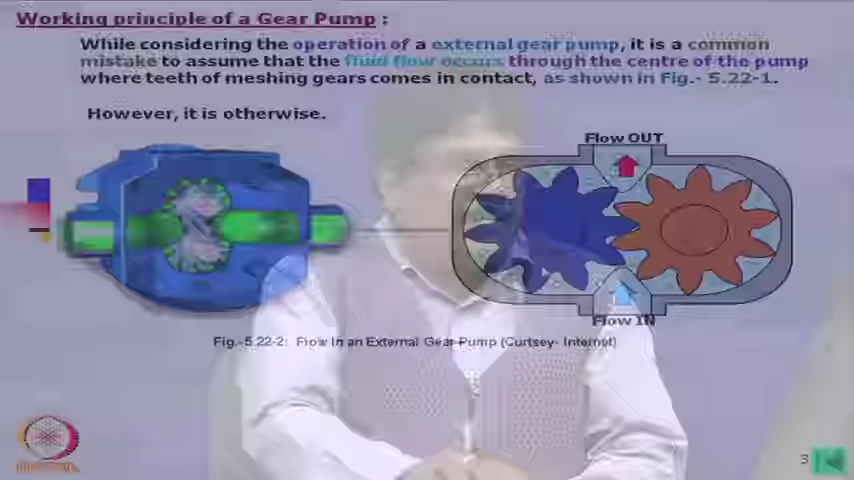 Working principle of a Gear Pump :
While considering the operation of a external gear pump, it is a common
mistake to assume that the fluid flow occurs through the centre of the pump
where teeth of meshing gears comes in contact, as shown in Fig.- 5.22-1.
However, it is otherwise.
Flow OUT
Flow IN
Fig.-5.22-2: Flow in an External Gear Pump (Curtsey- Internet)
3